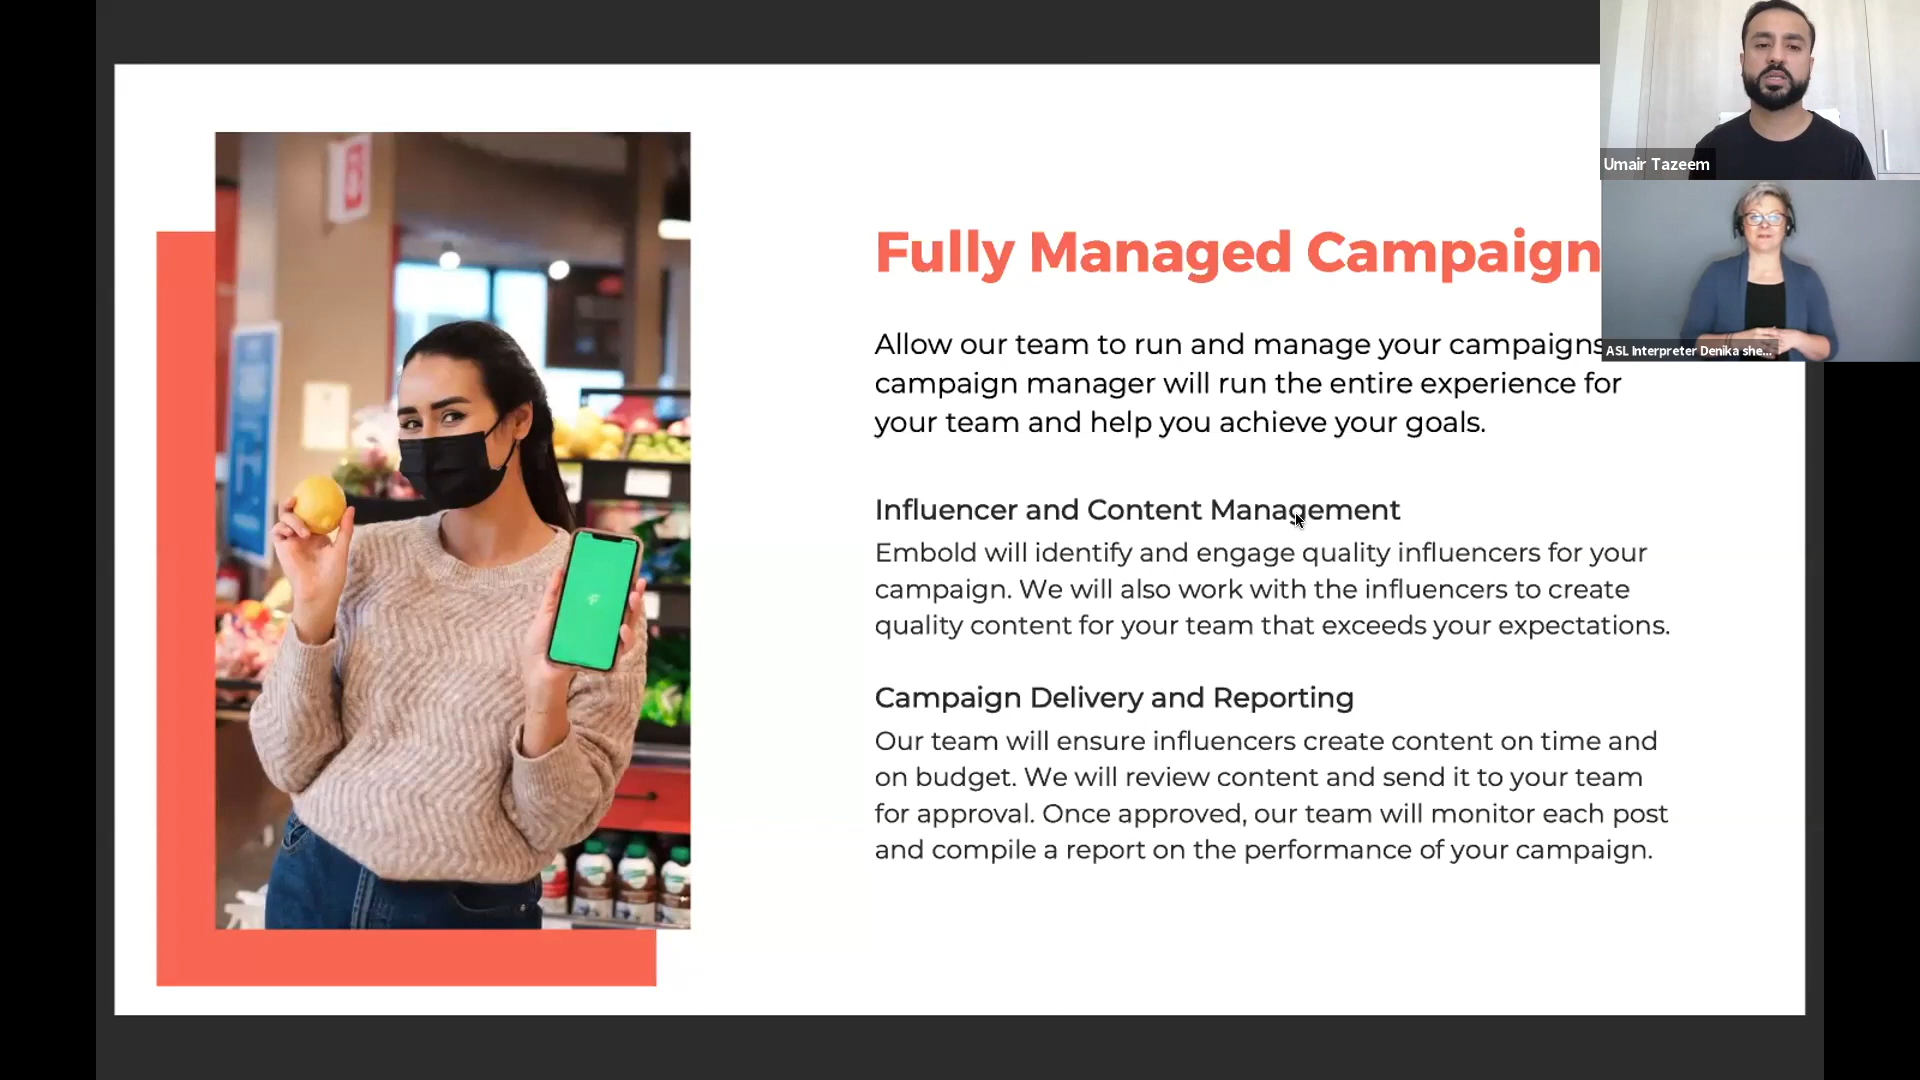 Umair Tazeem
ASL Interpreter Denika she...
Fully Managed Campaign
Allow our team to run and manage your campaigns
campaign manager will run the entire experience for
your team and help you achieve your goals.
Influencer and Content Management
Embold will identify and engage quality influencers for your
campaign. We will also work with the influencers to create
quality content for your team that exceeds your expectations.
Campaign Delivery and Reporting
Our team will ensure influencers create content on time and
on budget. We will review content and send it to your team
for approval. Once approved, our team will monitor each post
and compile a report on the performance of your campaign.